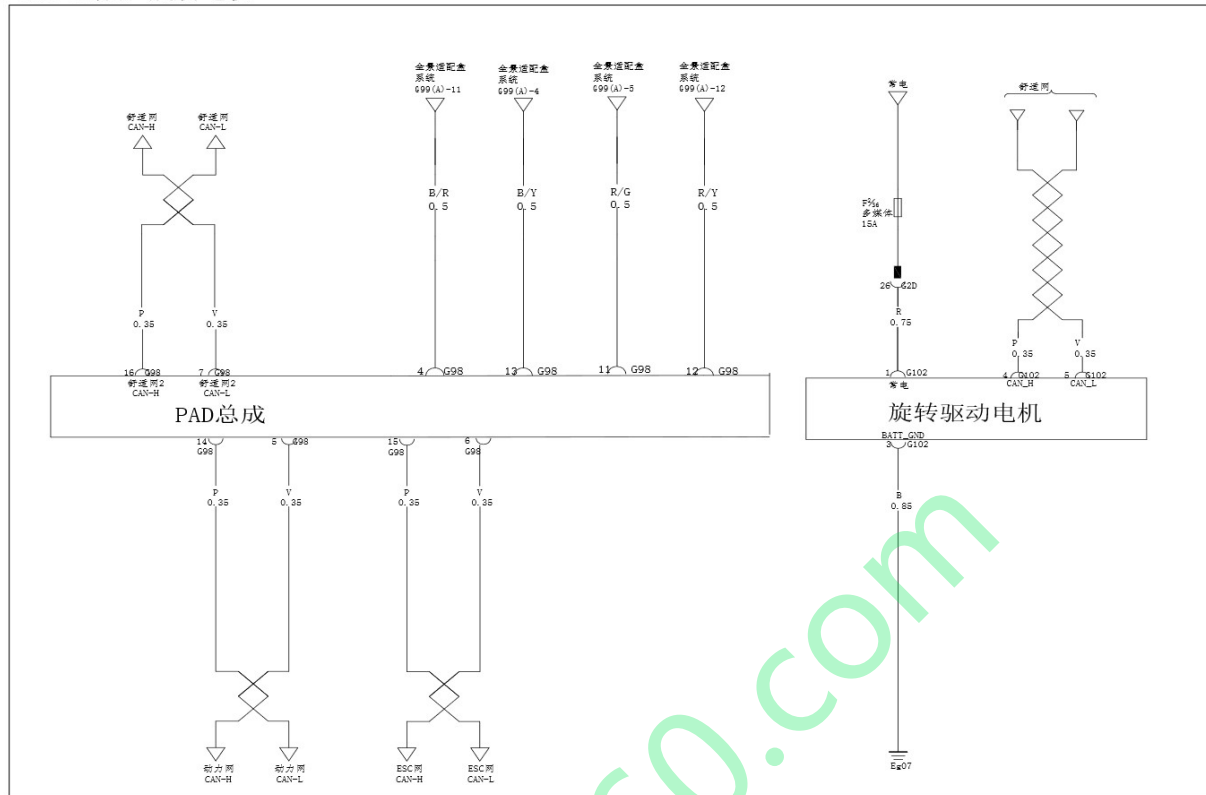 全景适配盒
系统
G99(A)-11
全景适配盒
系统
G99(A)-4
全景适配盒
系统
G99(A)-5
全景适配盒
系统
G99(A)-12
常电
舒适网
舒适网
CAN-H
舒适网
CAN-L
B/R
0.5
B/Y
0.5
R/G
0.5
R/Y
0.5
多媒体
15A
26 G2D
R
0.75
P
0.35
V
0.35
P
0.35
V
0.35
16 G98
7 G98
4 G98
13 G98
11 G98
12 G98
1 G102
4 G102
5 G102
舒适网2
CAN-H
舒适网2
CAN-L
常电
CAN_H
CAN_L
PAD总成
旋转驱动电机
14
G98
5 G98
15
G98
6
G98
BATT_GND
3 G102
P
0.35
V
0.35
P
0.35
V
0.35
B
0.85
动力网
CAN-H
动力网
CAN-L
ESC网
CAN-H
ESC网
CAN-L
Eg07
60.com